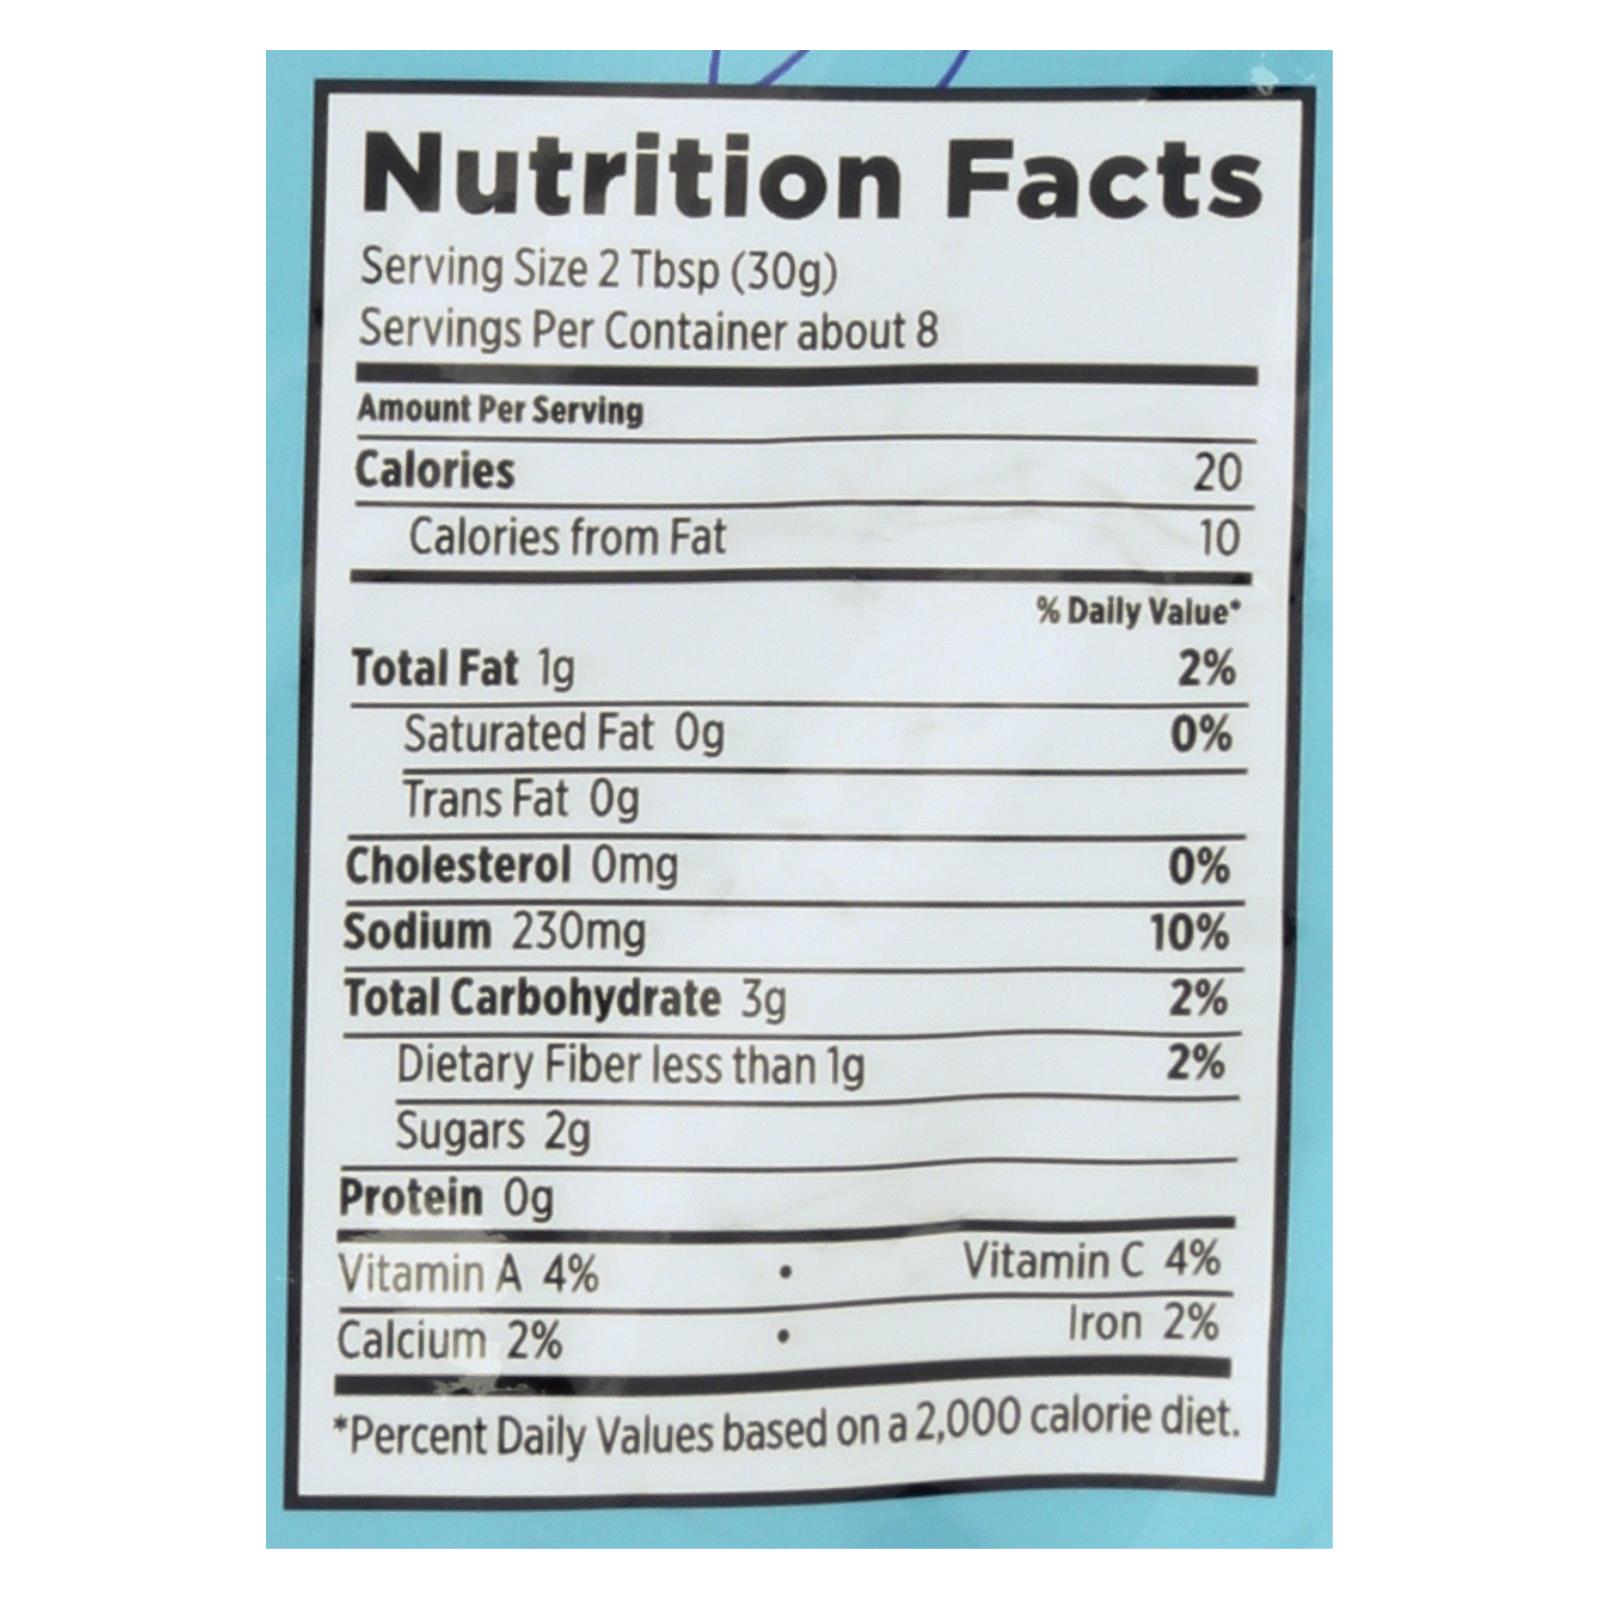 Nutrition Facts
Serving Size 2 Tbsp (30g)
Servings Per Container about 8
Amount Per Serving
Calories 20
Calories from Fat 10
% Daily Value*
Total Fat 1g 2%
Saturated Fat 0g 0%
Trans Fat 0g
Cholesterol 0mg 0%
Sodium 230mg 10%
Total Carbohydrate 3g 2%
Dietary Fiber less than 1g 2%
Sugars 2g
Protein 0g
Vitamin A 4% • Vitamin C 4%
Calcium 2% • Iron 2%
*Percent Daily Values based on a 2,000 calorie diet.